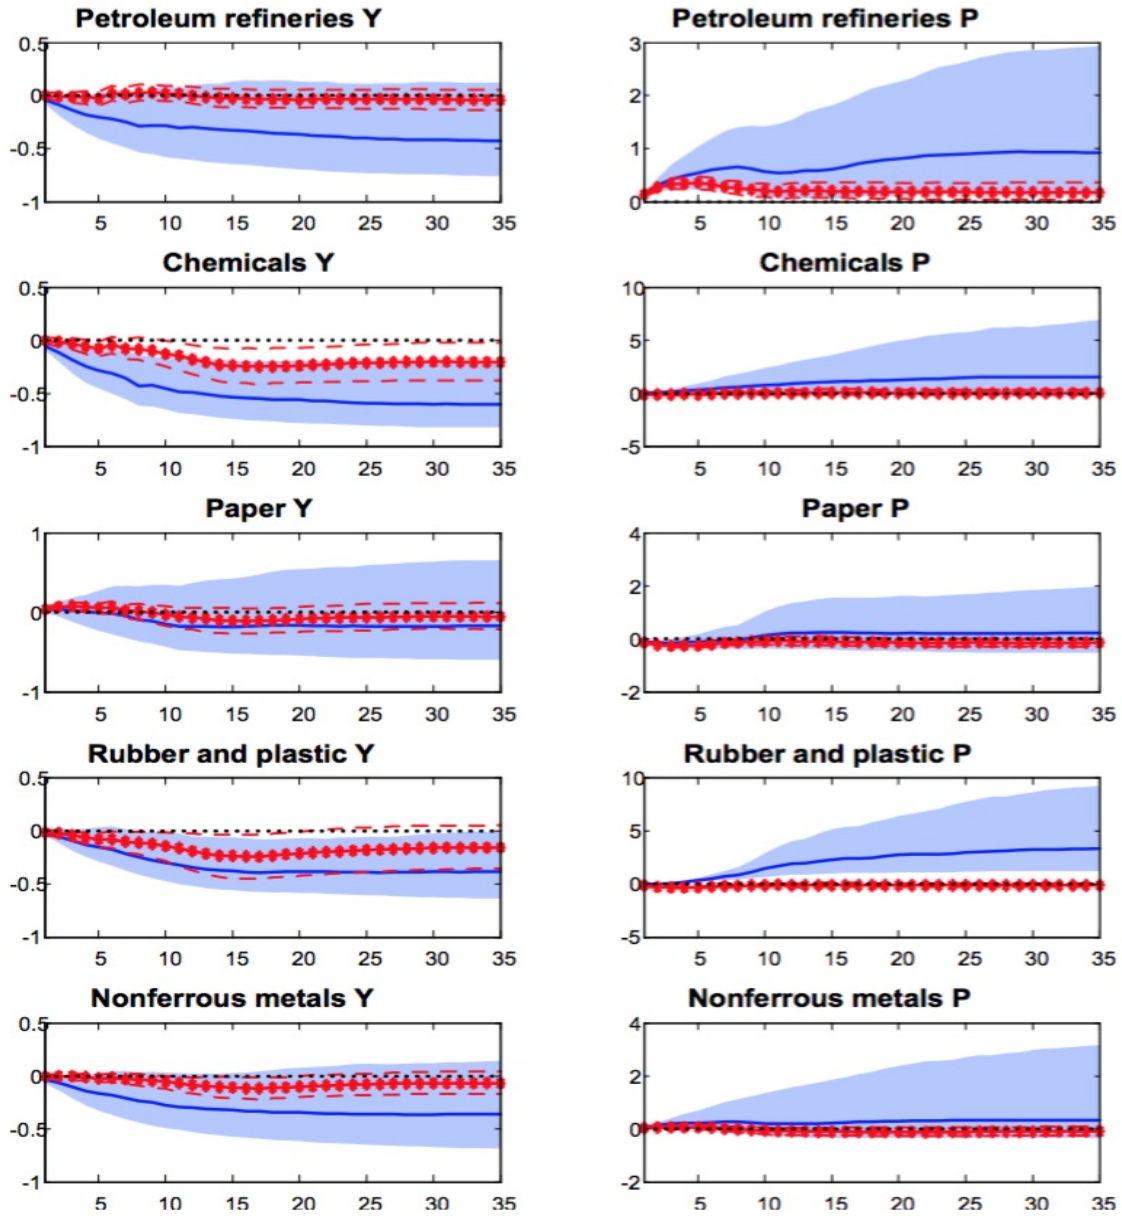 Petroleum refineries Y
0.5
0
-0.5
-1
5 10 15 20 25 30 35
Petroleum refineries P
3
2
1
0
5 10 15 20 25 30 35
Chemicals Y
0.5
0
-0.5
-1
5 10 15 20 25 30 35
Chemicals P
10
5
0
-5
5 10 15 20 25 30 35
Paper Y
1
0
-1
5 10 15 20 25 30 35
Paper P
4
2
0
-2
5 10 15 20 25 30 35
Rubber and plastic Y
0.5
0
-0.5
-1
5 10 15 20 25 30 35
Rubber and plastic P
10
5
0
-5
5 10 15 20 25 30 35
Nonferrous metals Y
0.5
0
-0.5
-1
5 10 15 20 25 30 35
Nonferrous metals P
4
2
0
-2
5 10 15 20 25 30 35